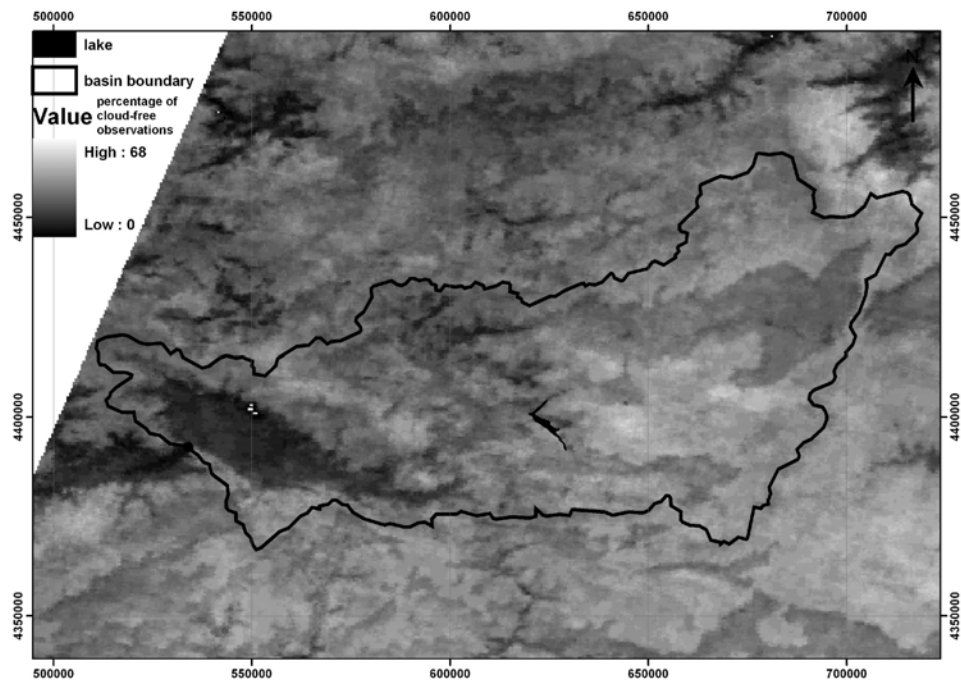 500000 550000 600000 650000 700000
lake
basin boundary
Value percentage of
cloud-free
observations
High : 68
Low : 0
N
4450000 4450000
4400000 4400000
4350000 4350000
500000 550000 600000 650000 700000